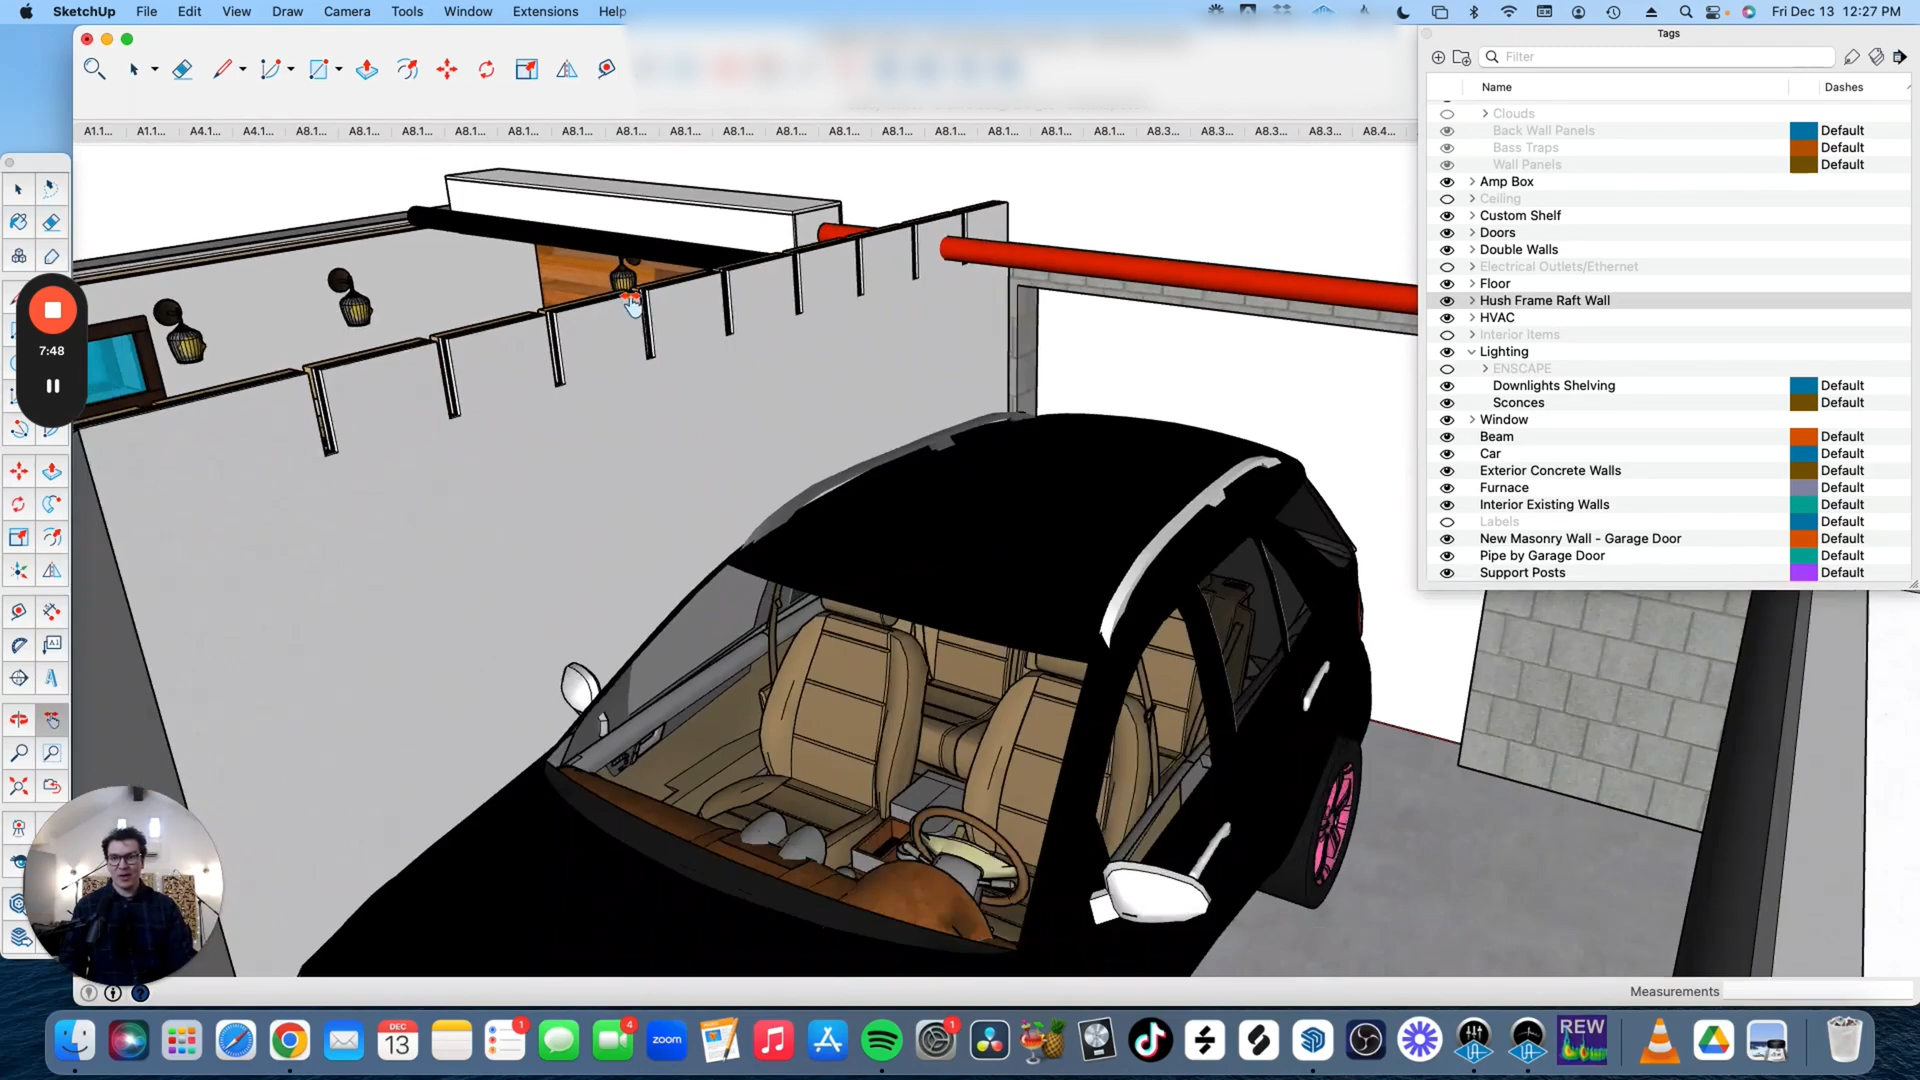 SketchUp File Edit View Draw Camera Tools Window Extensions Help Fri Dec 13 12:27 PM
Tags
Filter
Name Dashes
A1.1... A1.1... A4.1... A4.1... A8.1... A8.1... A8.1... A8.1... A8.1... A8.1... A8.1... A8.1... A8.1... A8.1... A8.1... A8.1... A8.1... A8.1... A8.1... A8.1... A8.3... A8.3... A8.3... A8.3... A8.4...
Clouds
Back Wall Panels Default
Bass Traps Default
Wall Panels Default
Amp Box
Ceiling
Custom Shelf
Doors
Double Walls
Electrical Outlets/Ethernet
Floor
Hush Frame Raft Wall
HVAC
Interior Items
Lighting
ENSCAPE
Downlights Shelving Default
Sconces Default
Window
Beam Default
Car Default
Exterior Concrete Walls Default
Furnace Default
Interior Existing Walls Default
Labels Default
New Masonry Wall - Garage Door Default
Pipe by Garage Door Default
Support Posts Default
7:48
Measurements
DEC
13
1
4
zoom
1
REW